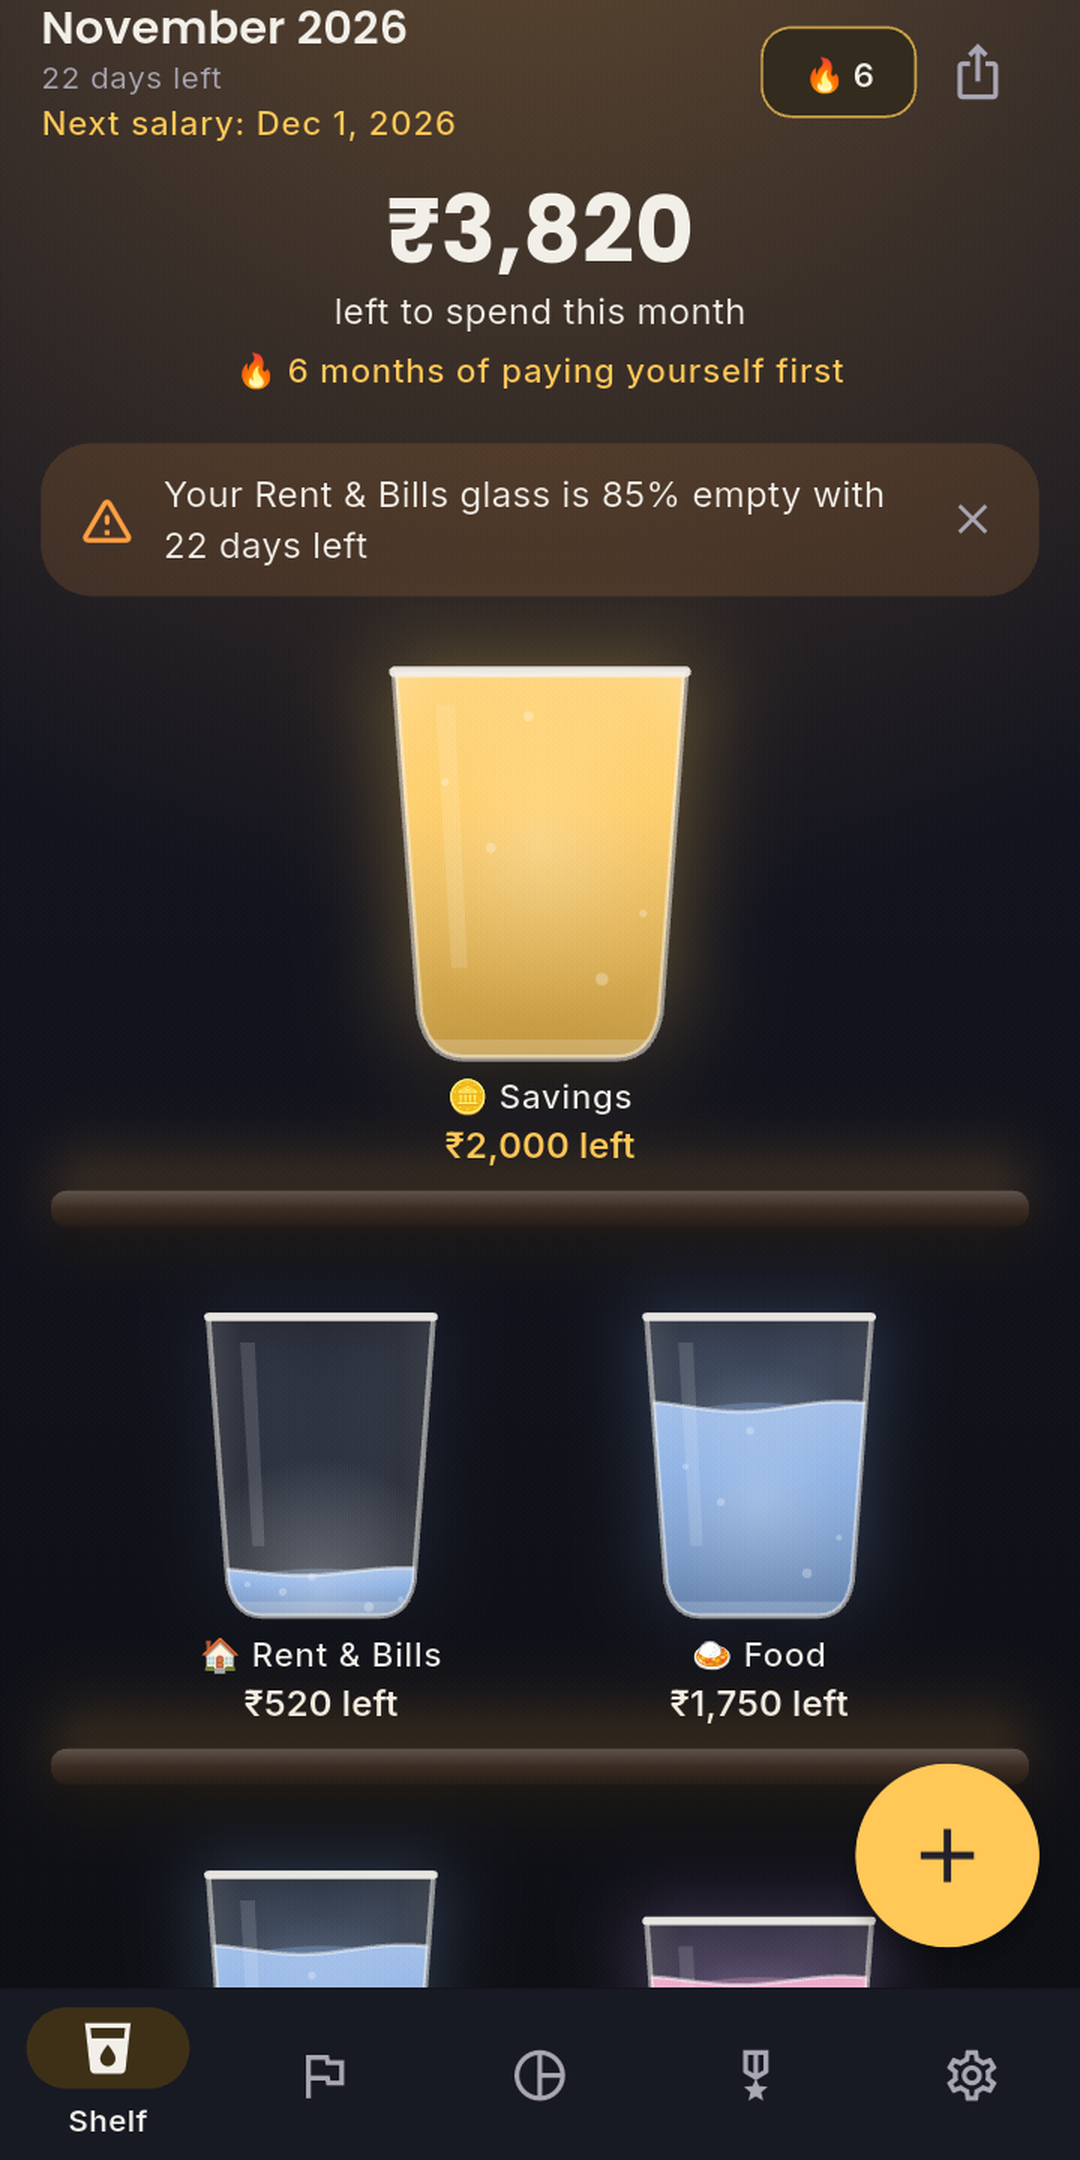 November 2026
22 days left
Next salary: Dec 1, 2026
🔥 6
₹3,820
left to spend this month
🔥 6 months of paying yourself first
Your Rent & Bills glass is 85% empty with
22 days left
🪙 Savings
₹2,000 left
🏠 Rent & Bills
₹520 left
🍛 Food
₹1,750 left
Shelf